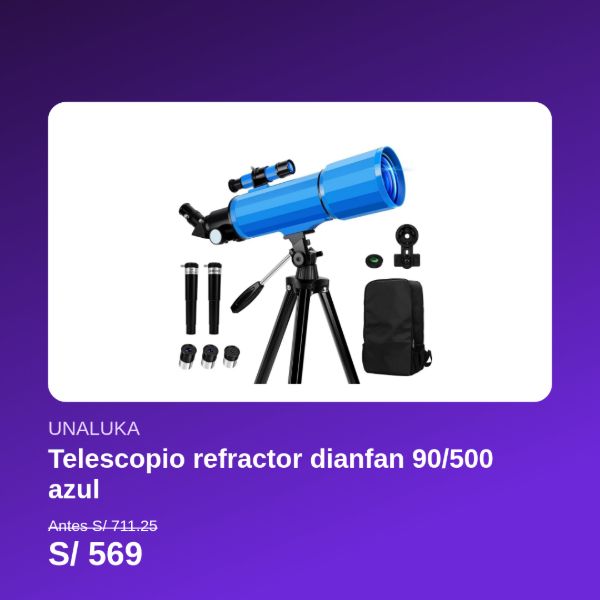 UNALUKA
Telescopio refractor dianfan 90/500
azul
Antes S/ 711.25
S/ 569